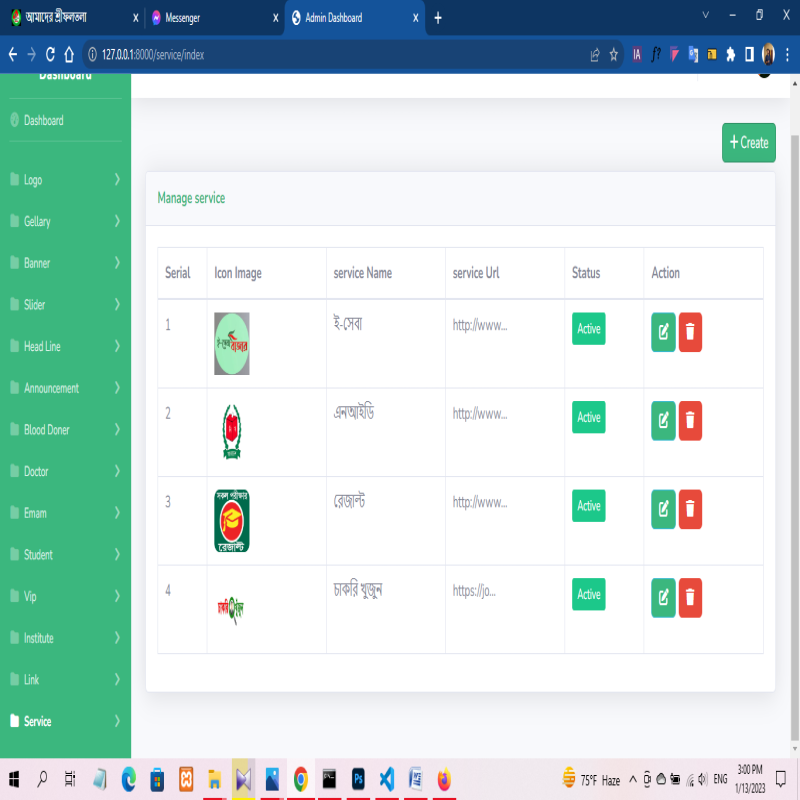 আমাদের শ্রীফলতলা
Messenger
Admin Dashboard
127.0.0.1:8000/service/index
Dashboard
Dashboard
Logo
Gellary
Banner
Slider
Head Line
Announcement
Blood Doner
Doctor
Emam
Student
Vip
Institute
Link
Service
Create
Manage service
Serial Icon Image service Name service Url Status Action
1 ই-সেবা http://www... Active
2 এনআইডি http://www... Active
সকল পরীক্ষার
রেজাল্ট
3 রেজাল্ট http://www... Active
4 চাকরি খুজুন https://jo... Active
75°F Haze
ENG
3:00 PM
1/13/2023